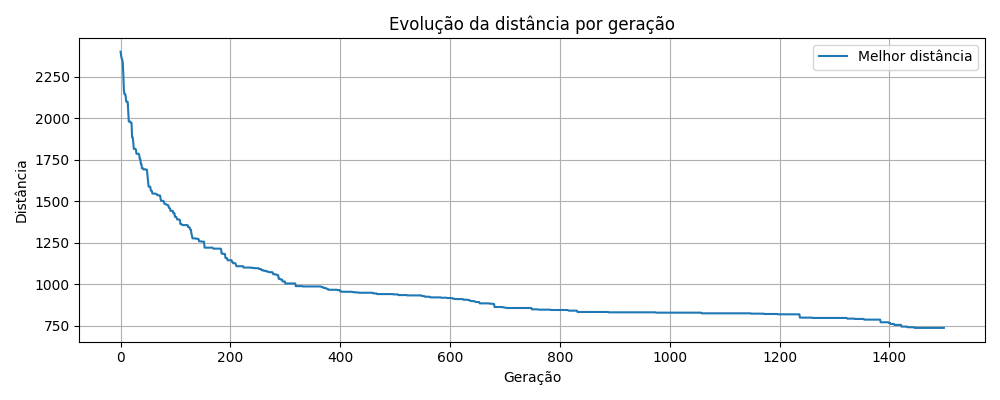 Evolução da distância por geração
Melhor distância
2250
2000
1750
1500
1250
1000
750
Distância
0 200 400 600 800 1000 1200 1400
Geração